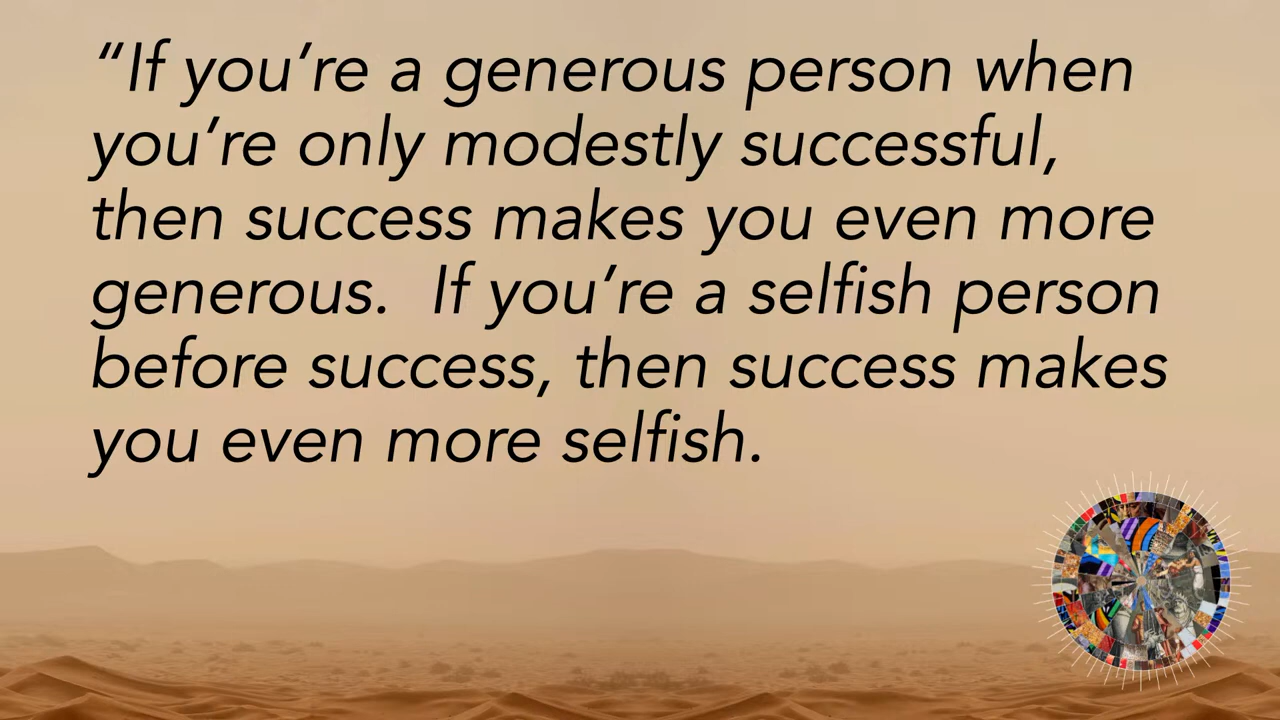 “If you’re a generous person when
you’re only modestly successful,
then success makes you even more
generous.  If you’re a selfish person
before success, then success makes
you even more selfish.